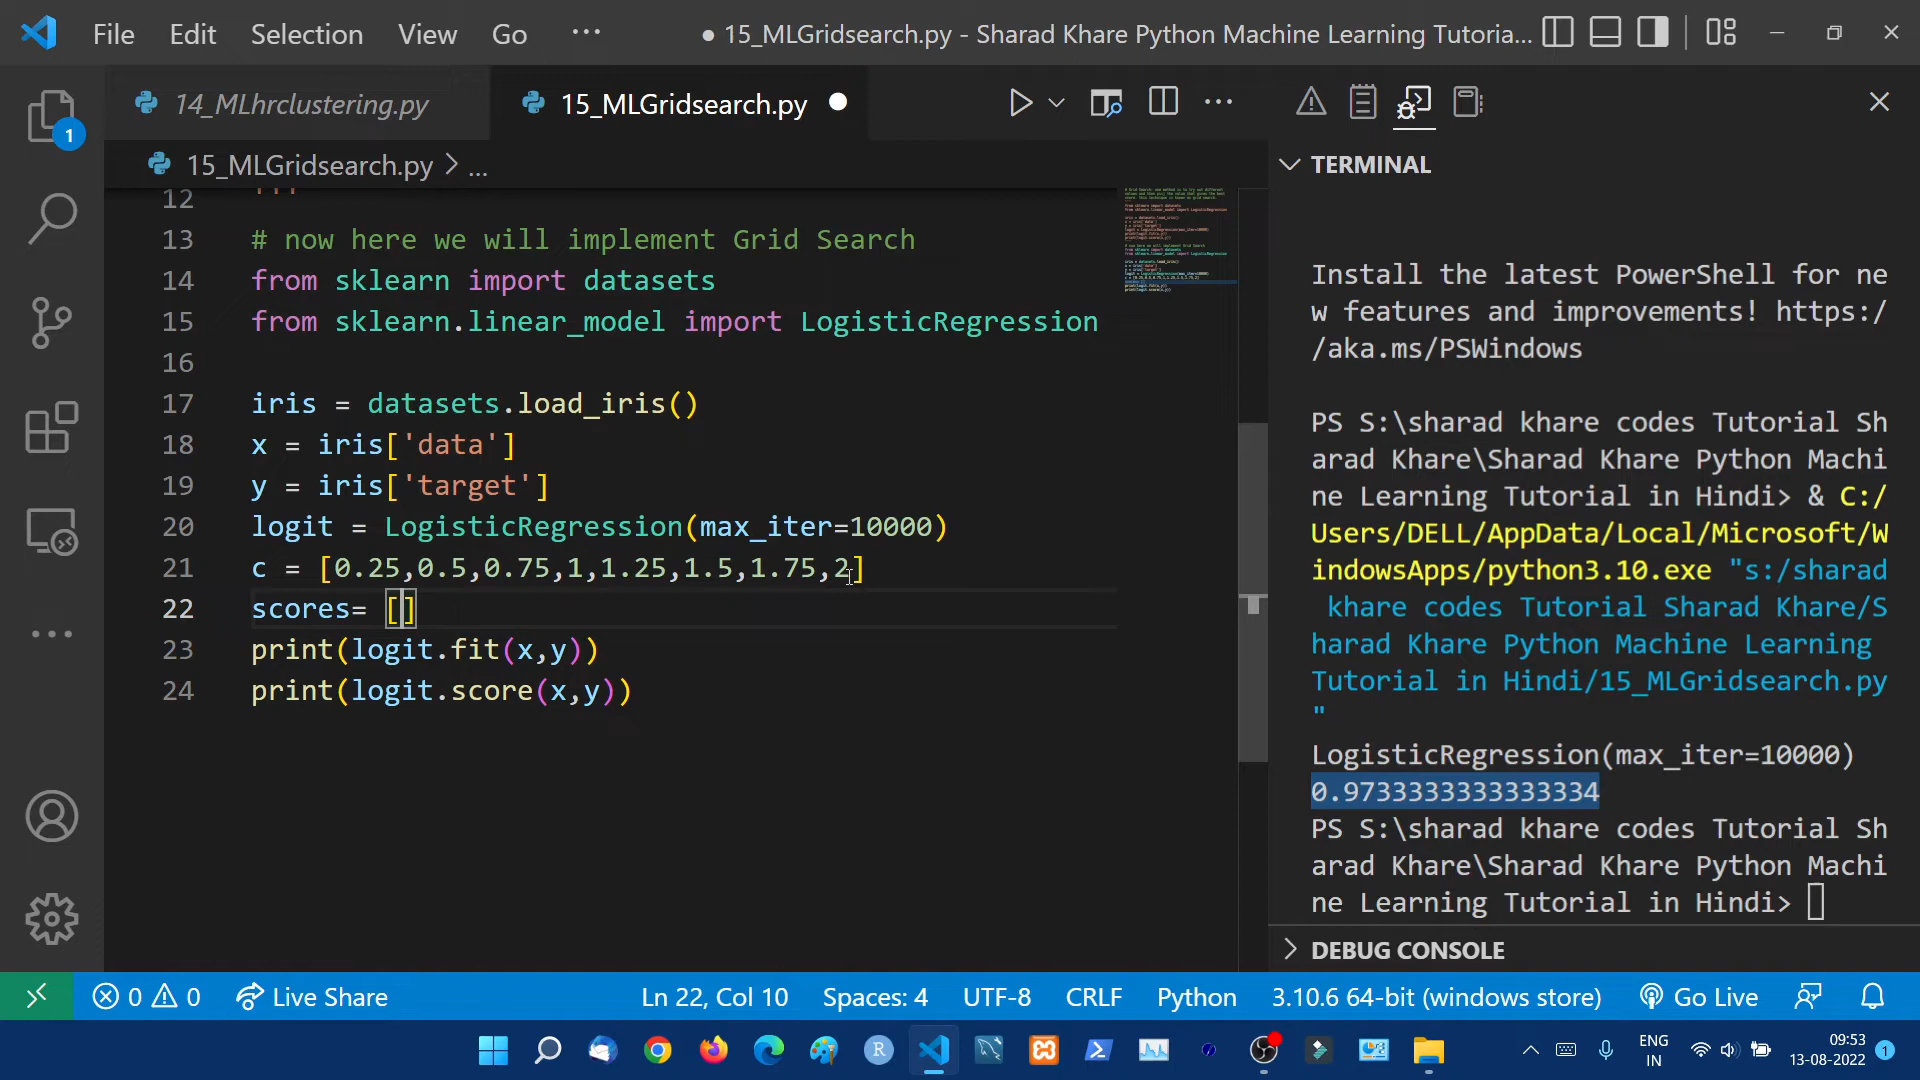 File Edit Selection View Go ···
● 15_MLGridsearch.py - Sharad Khare Python Machine Learning Tutoria...
14_MLhrclustering.py
15_MLGridsearch.py
15_MLGridsearch.py > ...
12 '''
13 # now here we will implement Grid Search
14 from sklearn import datasets
15 from sklearn.linear_model import LogisticRegression
16
17 iris = datasets.load_iris()
18 x = iris['data']
19 y = iris['target']
20 logit = LogisticRegression(max_iter=10000)
21 c = [0.25,0.5,0.75,1,1.25,1.5,1.75,2]
22 scores= []
23 print(logit.fit(x,y))
24 print(logit.score(x,y))
TERMINAL
Install the latest PowerShell for ne
w features and improvements! https:/
/aka.ms/PSWindows
PS S:\sharad khare codes Tutorial Sh
arad Khare\Sharad Khare Python Machi
ne Learning Tutorial in Hindi> & C:/
Users/DELL/AppData/Local/Microsoft/W
indowsApps/python3.10.exe "s:/sharad
khare codes Tutorial Sharad Khare/S
harad Khare Python Machine Learning
Tutorial in Hindi/15_MLGridsearch.py
"
LogisticRegression(max_iter=10000)
0.9733333333333334
PS S:\sharad khare codes Tutorial Sh
arad Khare\Sharad Khare Python Machi
ne Learning Tutorial in Hindi>
DEBUG CONSOLE
1
0 0 Live Share Ln 22, Col 10 Spaces: 4 UTF-8 CRLF Python 3.10.6 64-bit (windows store) Go Live
R
ENG
IN
09:53
13-08-2022
1